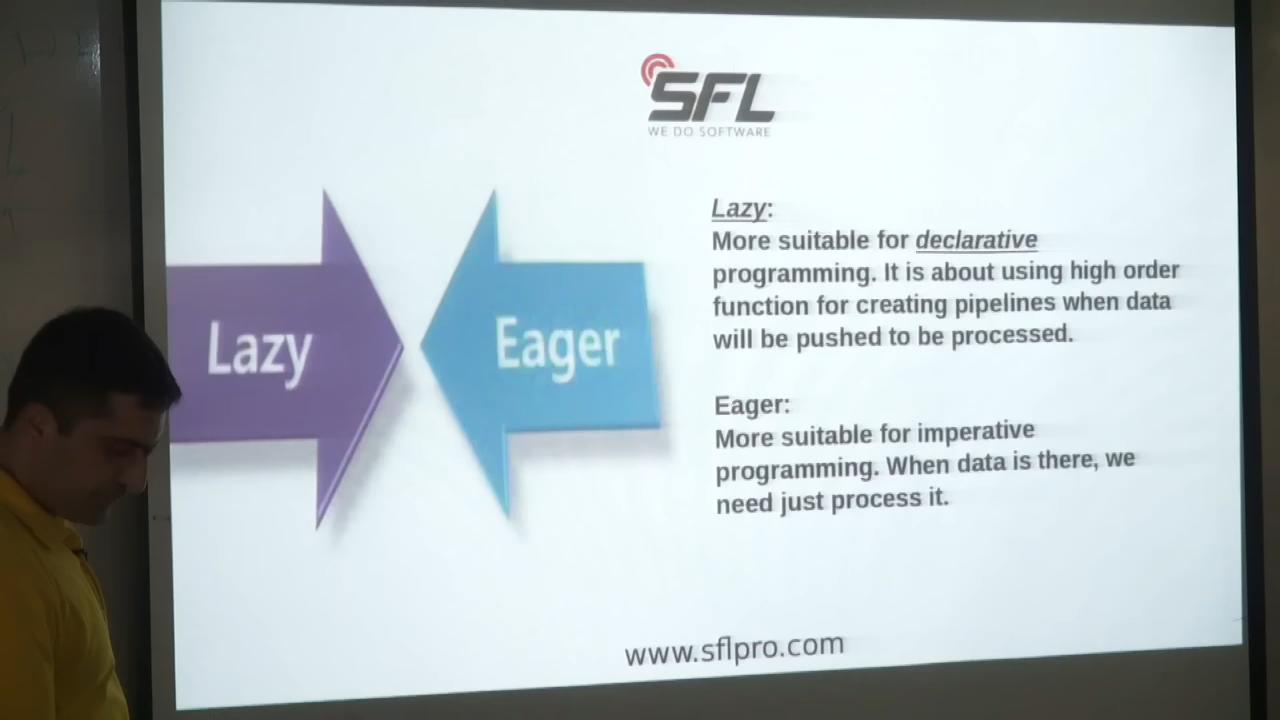 SFL
WE DO SOFTWARE
Lazy
Eager
Lazy:
More suitable for declarative
programming. It is about using high order
function for creating pipelines when data
will be pushed to be processed.
Eager:
More suitable for imperative
programming. When data is there, we
need just process it.
www.sflpro.com